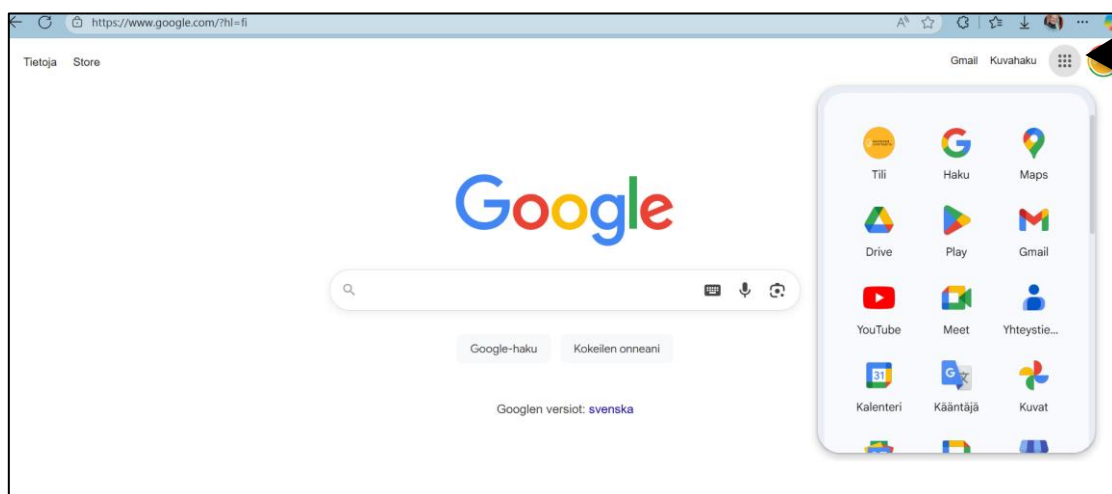 https://www.google.com/?hl=fi
Tietoja Store
Gmail Kuvahaku
Tili Haku Maps
Google
Drive Play Gmail
YouTube Meet Yhteystie...
Google-haku Kokeilen onneani
31 G
Kalenteri Kääntäjä Kuvat
Googlen versiot: svenska